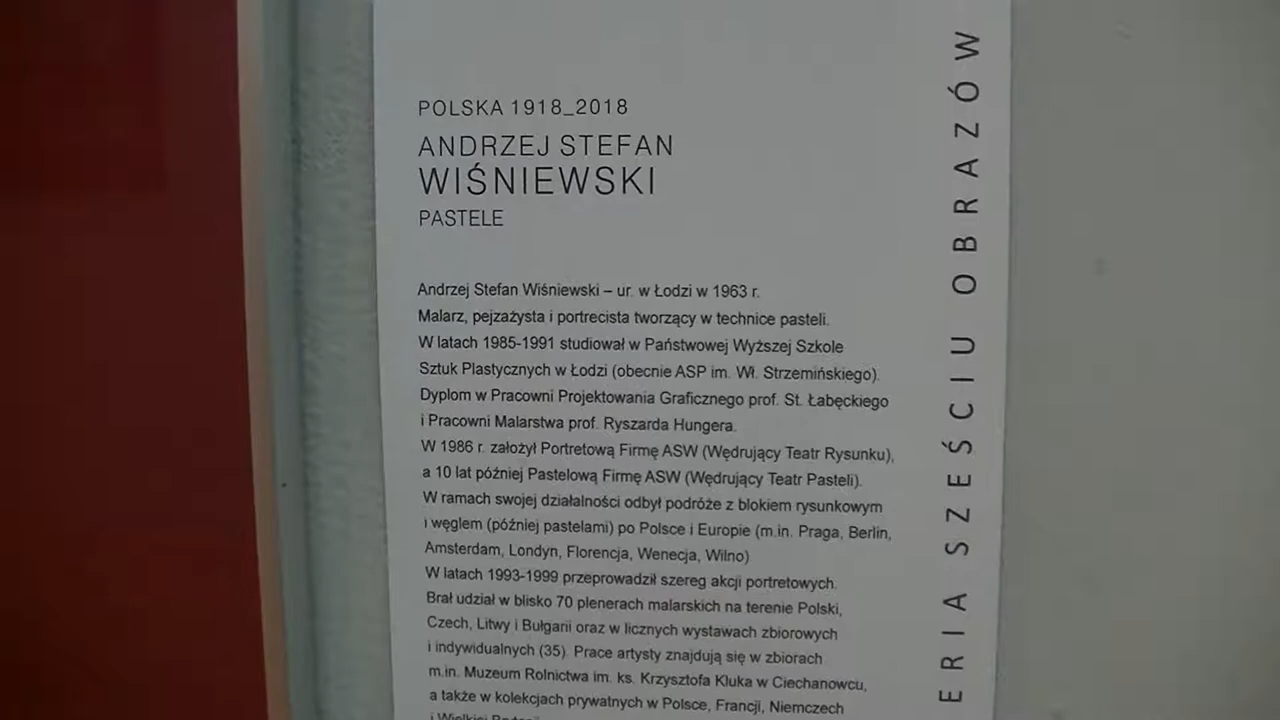 POLSKA 1918_2018
ANDRZEJ STEFAN
WIŚNIEWSKI
PASTELE
Andrzej Stefan Wiśniewski – ur. w Łodzi w 1963 r.
Malarz, pejzażysta i portrecista tworzący w technice pasteli.
W latach 1985-1991 studiował w Państwowej Wyższej Szkole
Sztuk Plastycznych w Łodzi (obecnie ASP im. Wł. Strzemińskiego).
Dyplom w Pracowni Projektowania Graficznego prof. St. Łabęckiego
i Pracowni Malarstwa prof. Ryszarda Hungera.
W 1986 r. założył Portretową Firmę ASW (Wędrujący Teatr Rysunku),
a 10 lat później Pastelową Firmę ASW (Wędrujący Teatr Pasteli).
W ramach swojej działalności odbył podróże z blokiem rysunkowym
i węglem (później pastelami) po Polsce i Europie (m.in. Praga, Berlin,
Amsterdam, Londyn, Florencja, Wenecja, Wilno)
W latach 1993-1999 przeprowadził szereg akcji portretowych.
Brał udział w blisko 70 plenerach malarskich na terenie Polski,
Czech, Litwy i Bułgarii oraz w licznych wystawach zbiorowych
i indywidualnych (35). Prace artysty znajdują się w zbiorach
m.in. Muzeum Rolnictwa im. ks. Krzysztofa Kluka w Ciechanowcu,
a także w kolekcjach prywatnych w Polsce, Francji, Niemczech
i Wielkiej
ERIA SZEŚCIU OBRAZÓW